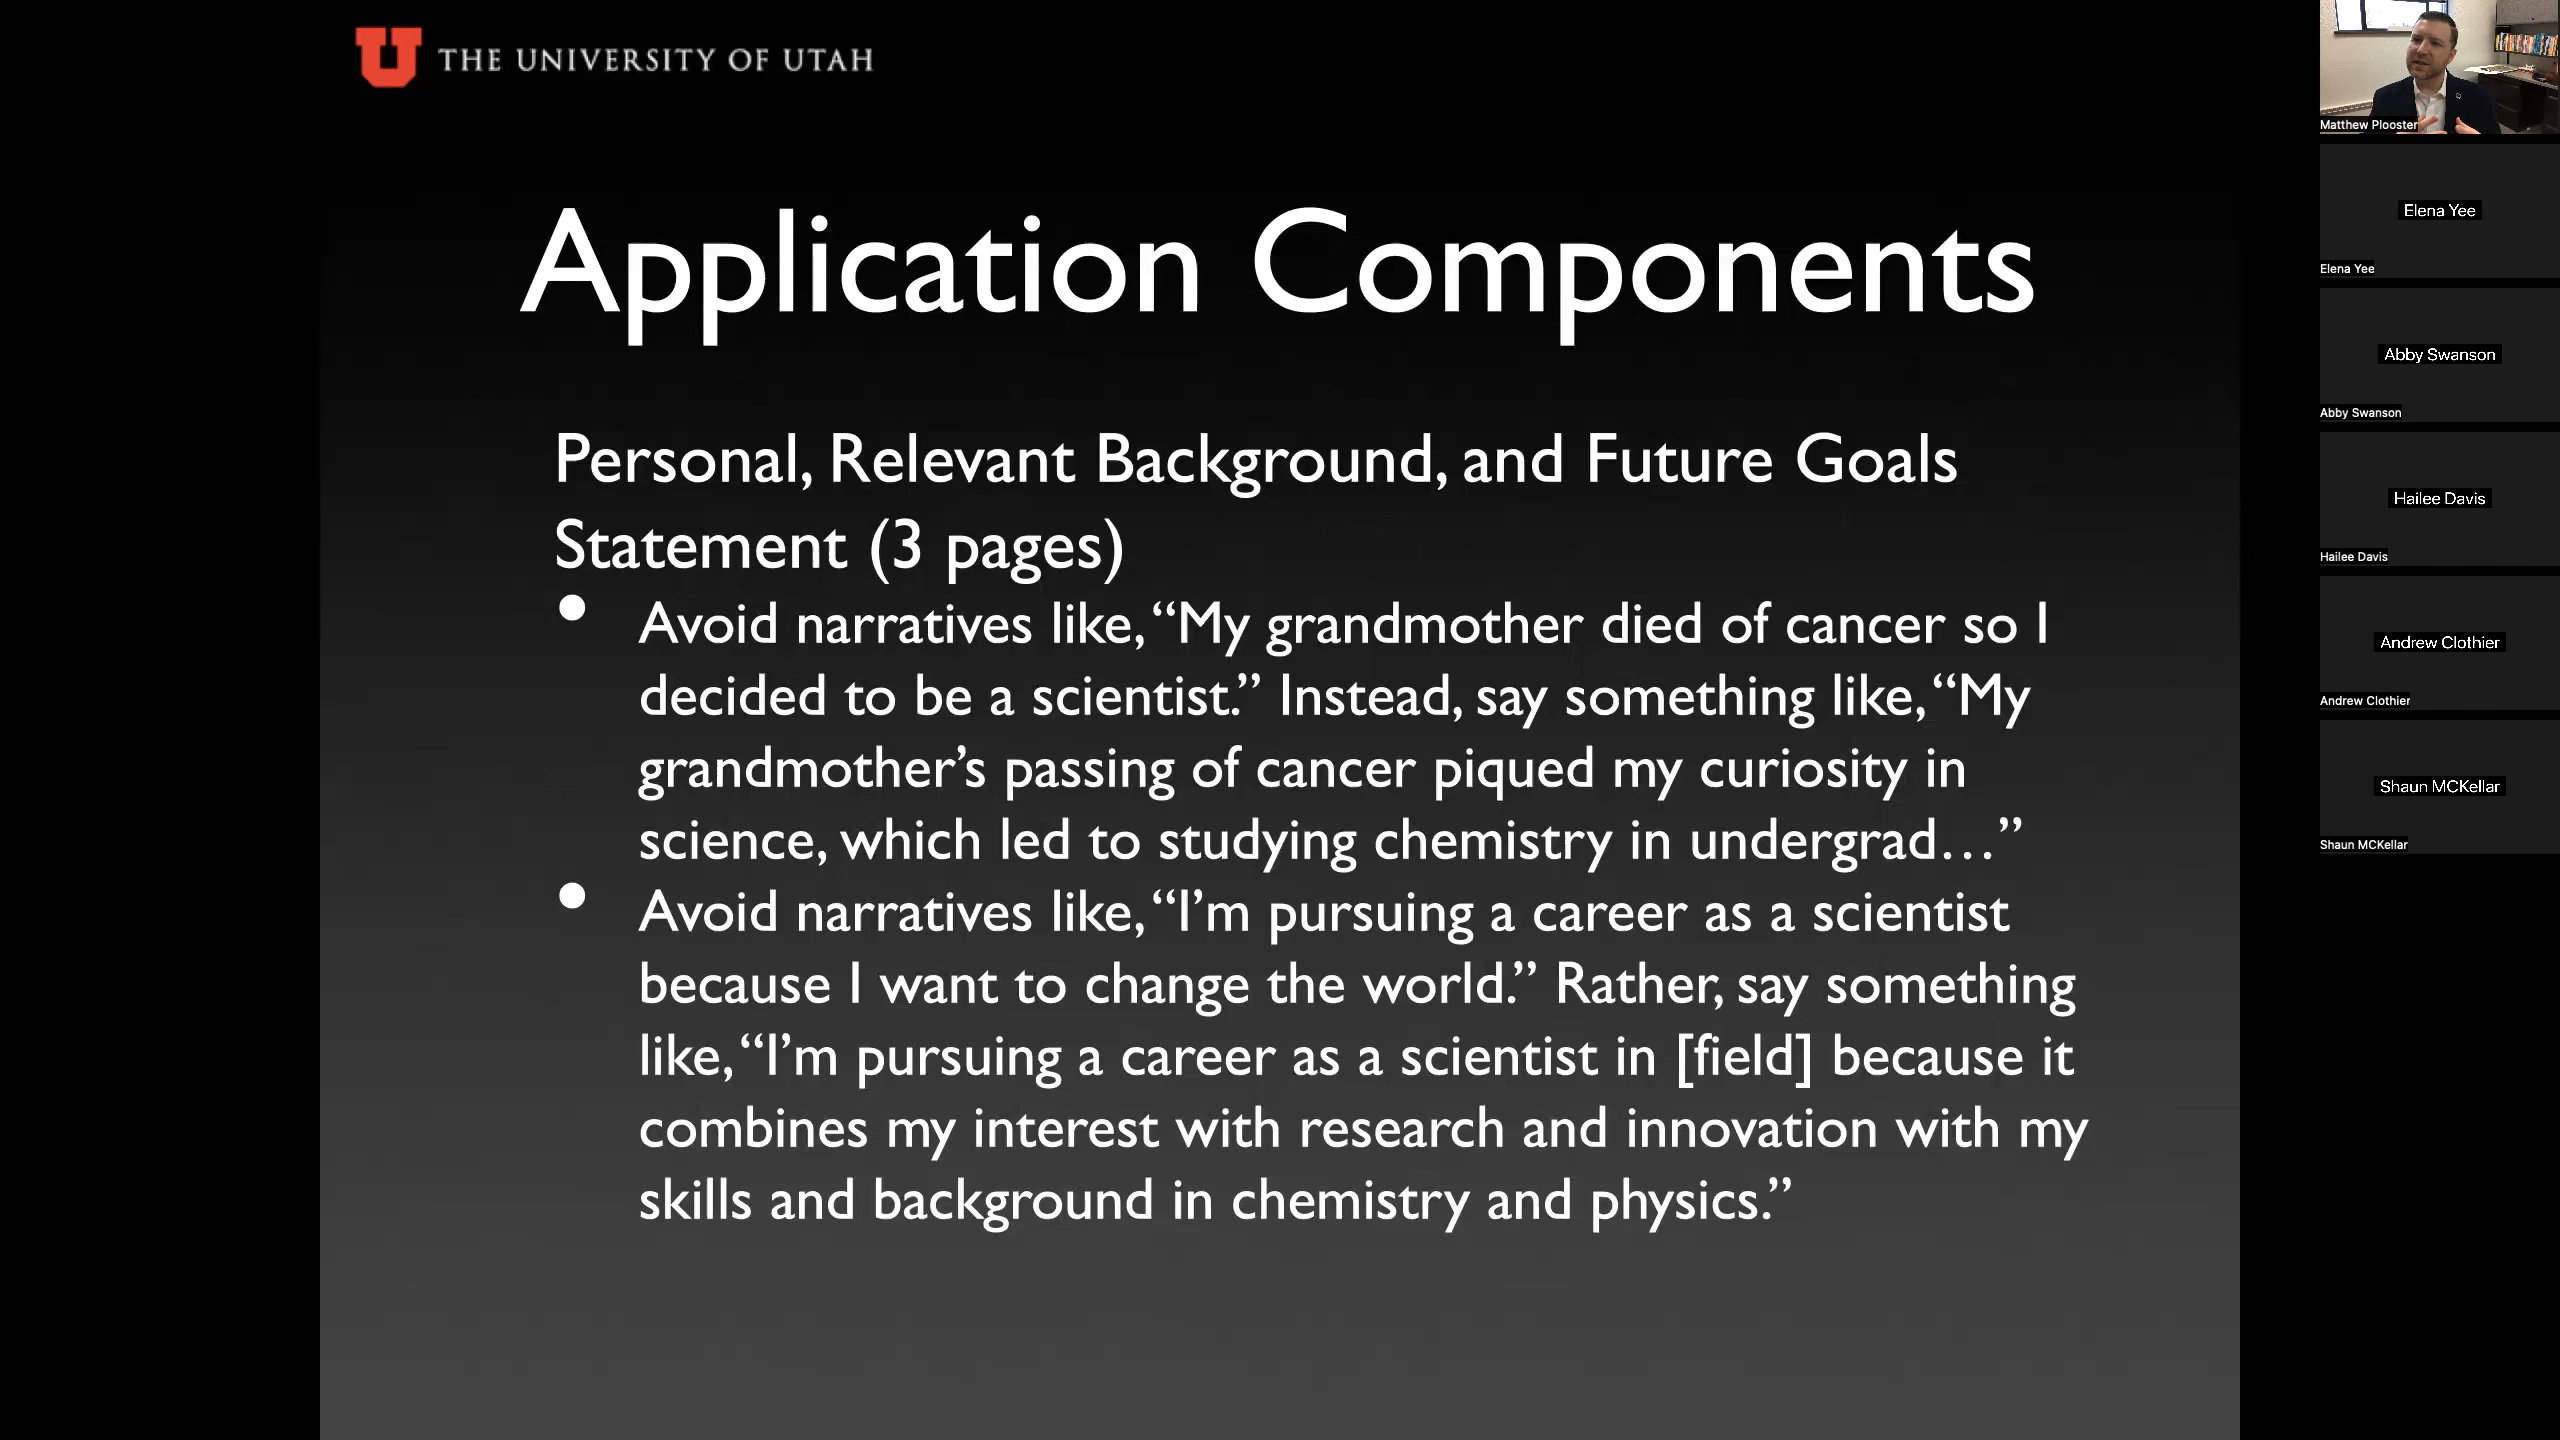 U THE UNIVERSITY OF UTAH
Application Components
Personal, Relevant Background, and Future Goals
Statement (3 pages)
• Avoid narratives like, “My grandmother died of cancer so I
decided to be a scientist.” Instead, say something like, “My
grandmother’s passing of cancer piqued my curiosity in
science, which led to studying chemistry in undergrad…”
• Avoid narratives like, “I’m pursuing a career as a scientist
because I want to change the world.” Rather, say something
like, “I’m pursuing a career as a scientist in [field] because it
combines my interest with research and innovation with my
skills and background in chemistry and physics.”
Matthew Plooster
Elena Yee
Elena Yee
Abby Swanson
Abby Swanson
Hailee Davis
Hailee Davis
Andrew Clothier
Andrew Clothier
Shaun MCKellar
Shaun MCKellar